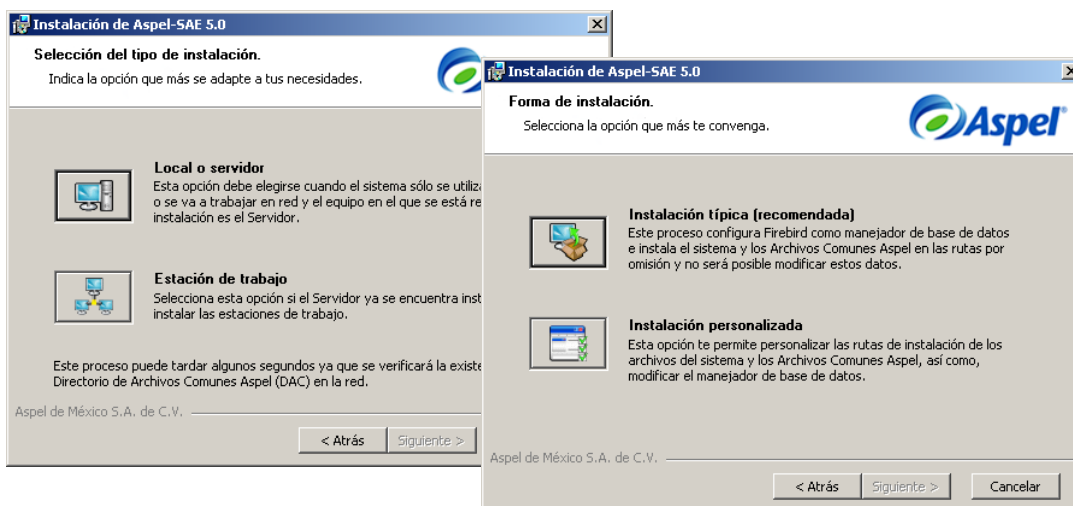 Instalación de Aspel-SAE 5.0
Selección del tipo de instalación.
Indica la opción que más se adapte a tus necesidades.
Local o servidor
Esta opción debe elegirse cuando el sistema sólo se
o se va a trabajar en red y el equipo en el que se está
instalación es el Servidor.
Estación de trabajo
Selecciona esta opción si el Servidor ya se encuentra
instalar las estaciones de trabajo.
Este proceso puede tardar algunos segundos ya que se verificará la
Directorio de Archivos Comunes Aspel (DAC) en la red.
Aspel de México S.A. de C.V.
< Atrás
Siguiente >
Instalación de Aspel-SAE 5.0
Forma de instalación.
Selecciona la opción que más te convenga.
Aspel
Instalación típica (recomendada)
Este proceso configura Firebird como manejador de base de datos
e instala el sistema y los Archivos Comunes Aspel en las rutas por
omisión y no será posible modificar estos datos.
Instalación personalizada
Esta opción te permite personalizar las rutas de instalación de los
archivos del sistema y los Archivos Comunes Aspel, así como,
modificar el manejador de base de datos.
Aspel de México S.A. de C.V.
< Atrás
Siguiente >
Cancelar